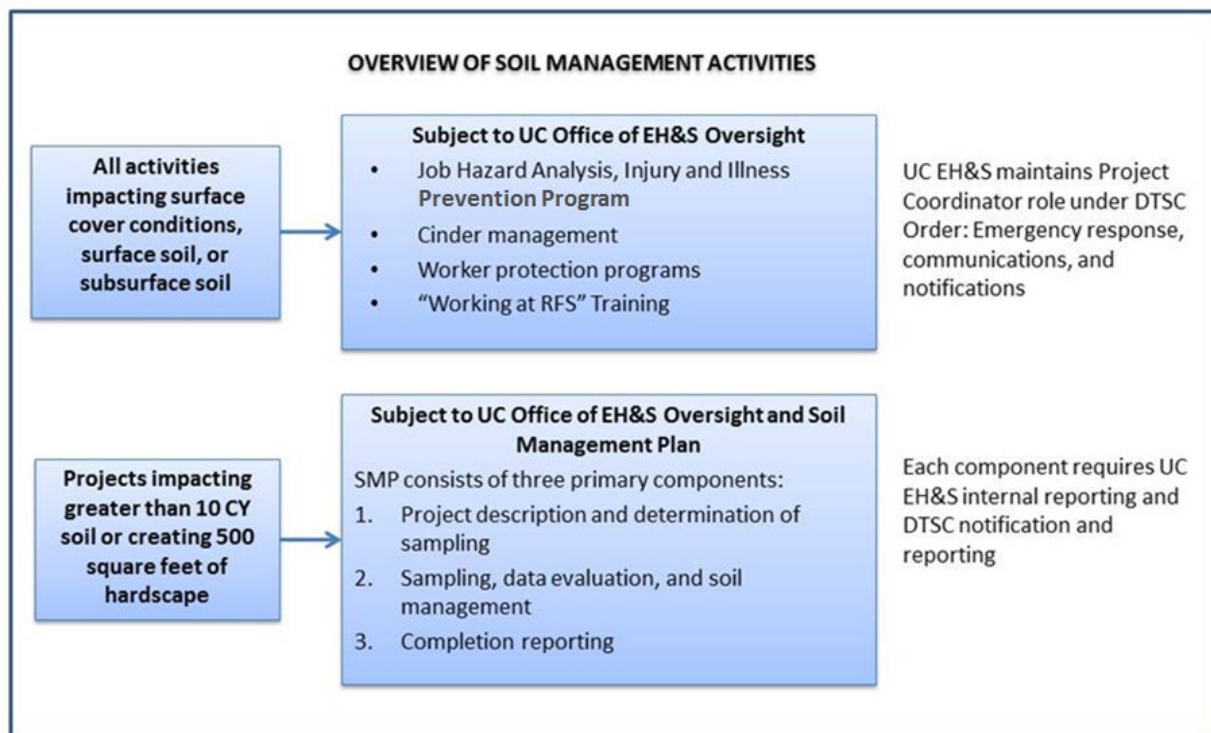 OVERVIEW OF SOIL MANAGEMENT ACTIVITIES
All activities
impacting surface
cover conditions,
surface soil, or
subsurface soil
Subject to UC Office of EH&S Oversight
• Job Hazard Analysis, Injury and Illness
Prevention Program
• Cinder management
• Worker protection programs
• “Working at RFS” Training
UC EH&S maintains Project
Coordinator role under DTSC
Order: Emergency response,
communications, and
notifications
Projects impacting
greater than 10 CY
soil or creating 500
square feet of
hardscape
Subject to UC Office of EH&S Oversight and Soil
Management Plan
SMP consists of three primary components:
1. Project description and determination of
sampling
2. Sampling, data evaluation, and soil
management
3. Completion reporting
Each component requires UC
EH&S internal reporting and
DTSC notification and
reporting